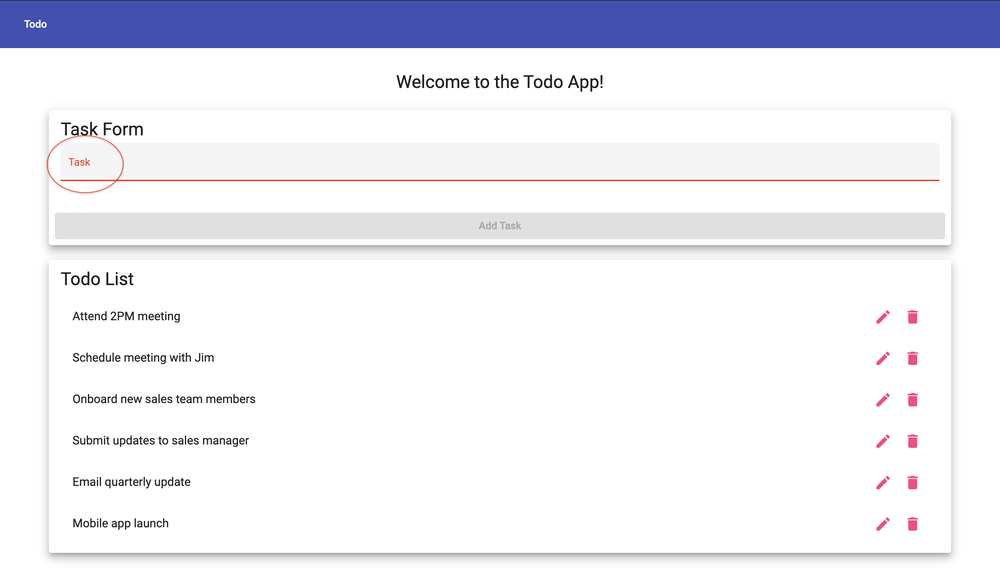 Todo
Welcome to the Todo App!
Task Form
Task
Add Task
Todo List
Attend 2PM meeting
Schedule meeting with Jim
Onboard new sales team members
Submit updates to sales manager
Email quarterly update
Mobile app launch